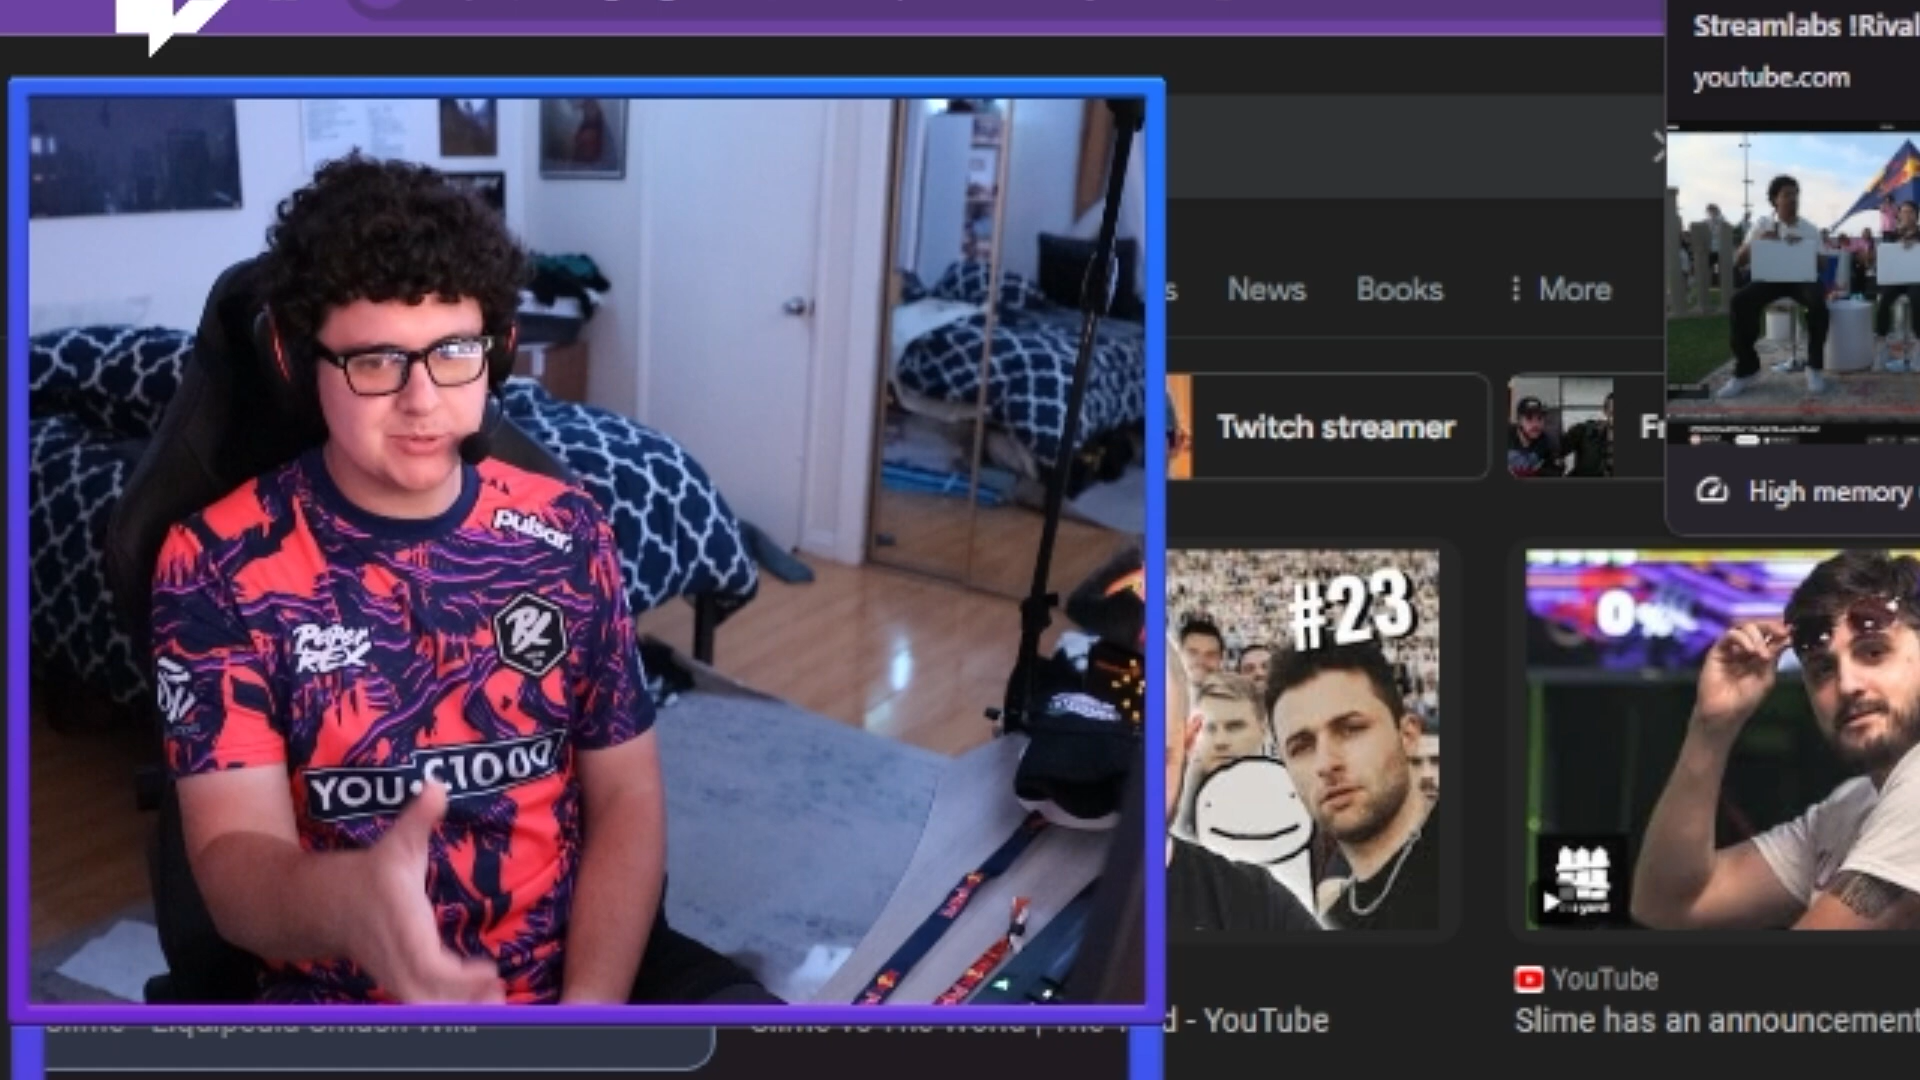 Streamlabs !Rival
youtube.com
News
Books
More
Twitch streamer
High memory
#23
0%
pulsar
Paper
REX
YOU•C1000
YouTube
d - YouTube
Slime has an announcement